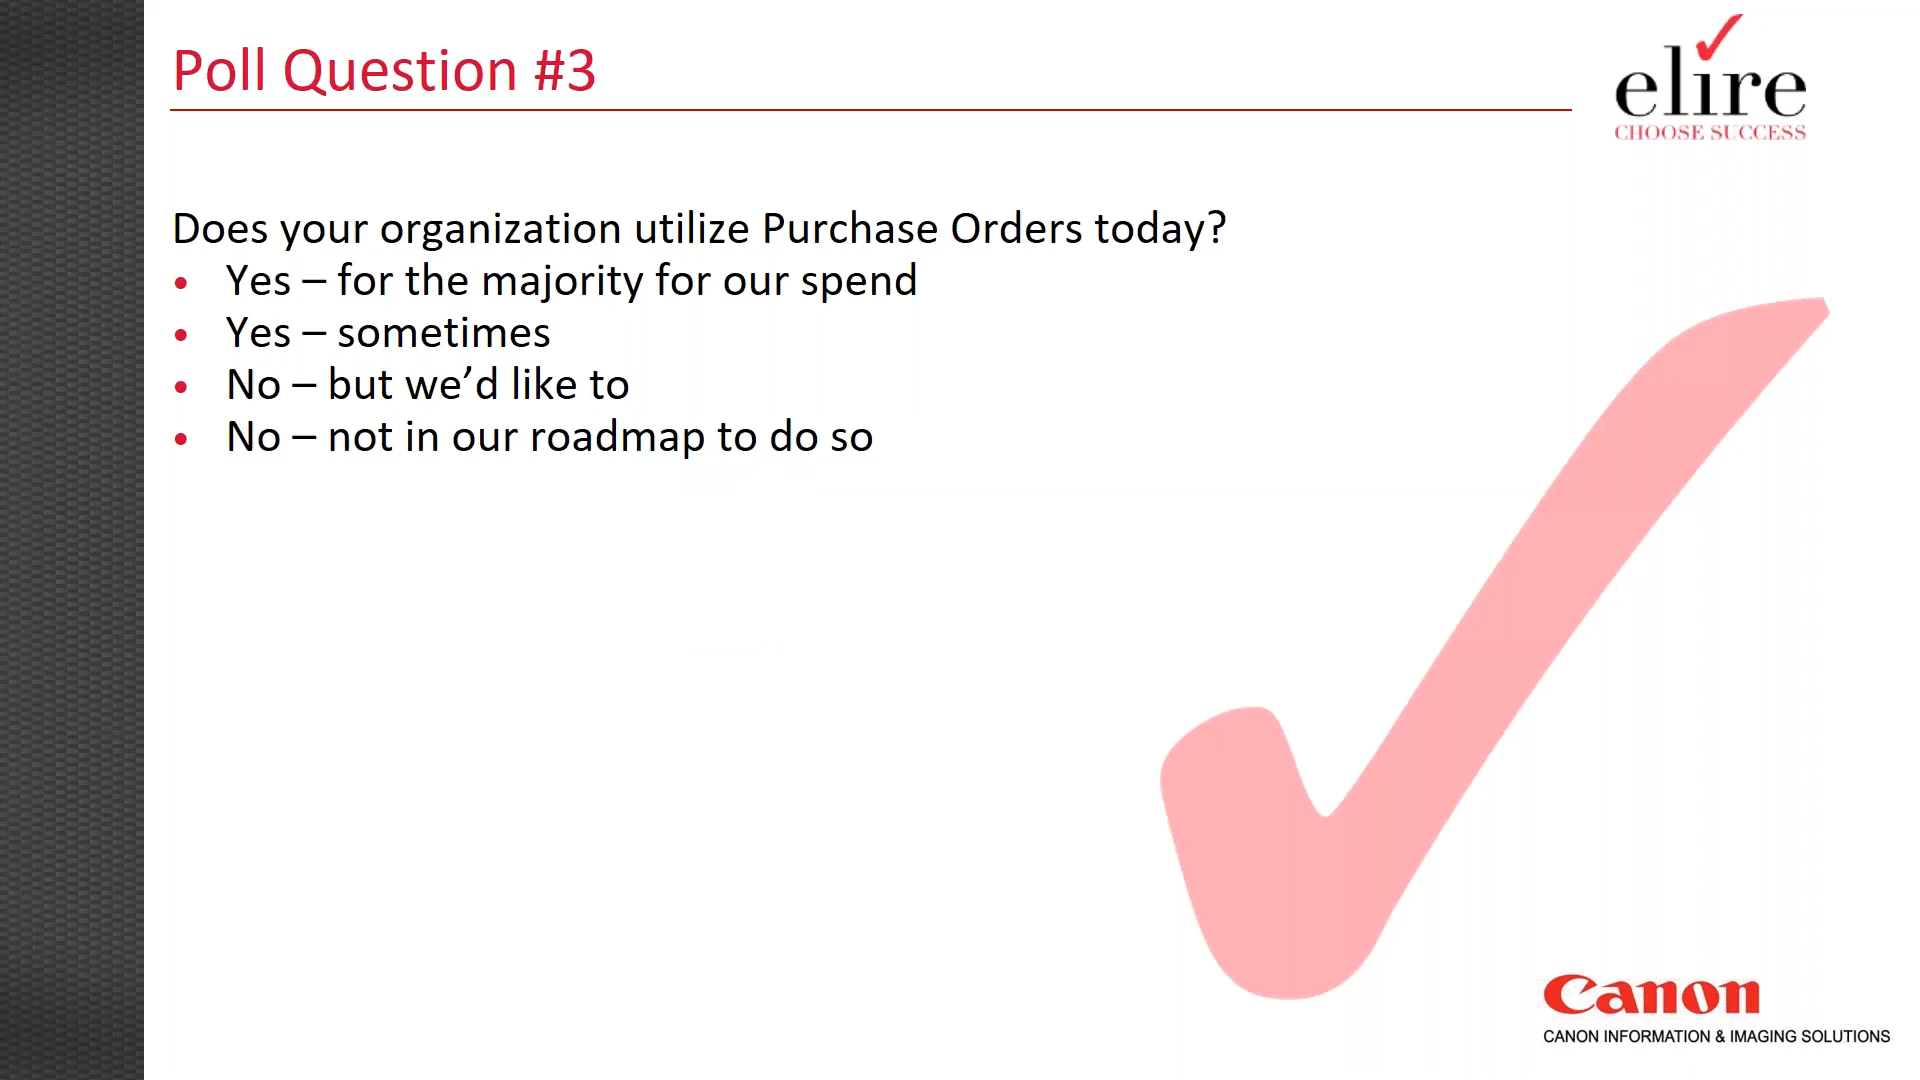 Poll Question #3
elire
CHOOSE SUCCESS
Does your organization utilize Purchase Orders today?
• Yes – for the majority for our spend
• Yes – sometimes
• No – but we’d like to
• No – not in our roadmap to do so
Canon
CANON INFORMATION & IMAGING SOLUTIONS